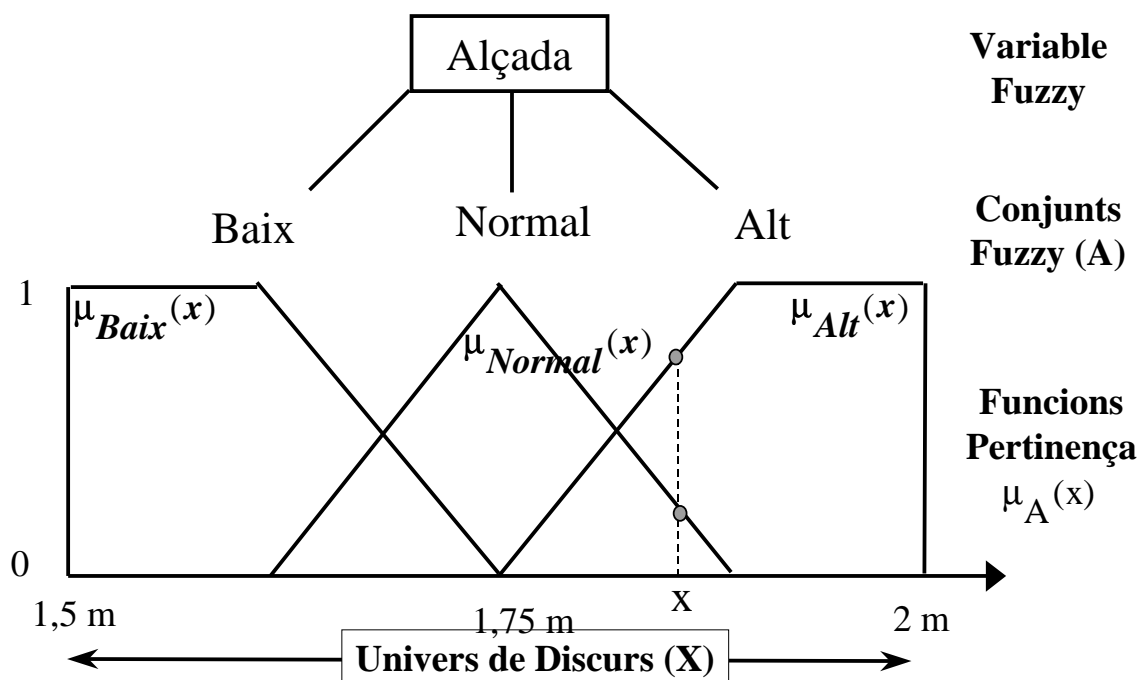 Alçada
Variable
Fuzzy
Baix
Normal
Alt
Conjunts
Fuzzy (A)
1
μBaix(x)
μNormal(x)
μAlt(x)
Funcions
Pertinença
μA(x)
0
1,5 m
1,75 m
x
2 m
Univers de Discurs (X)